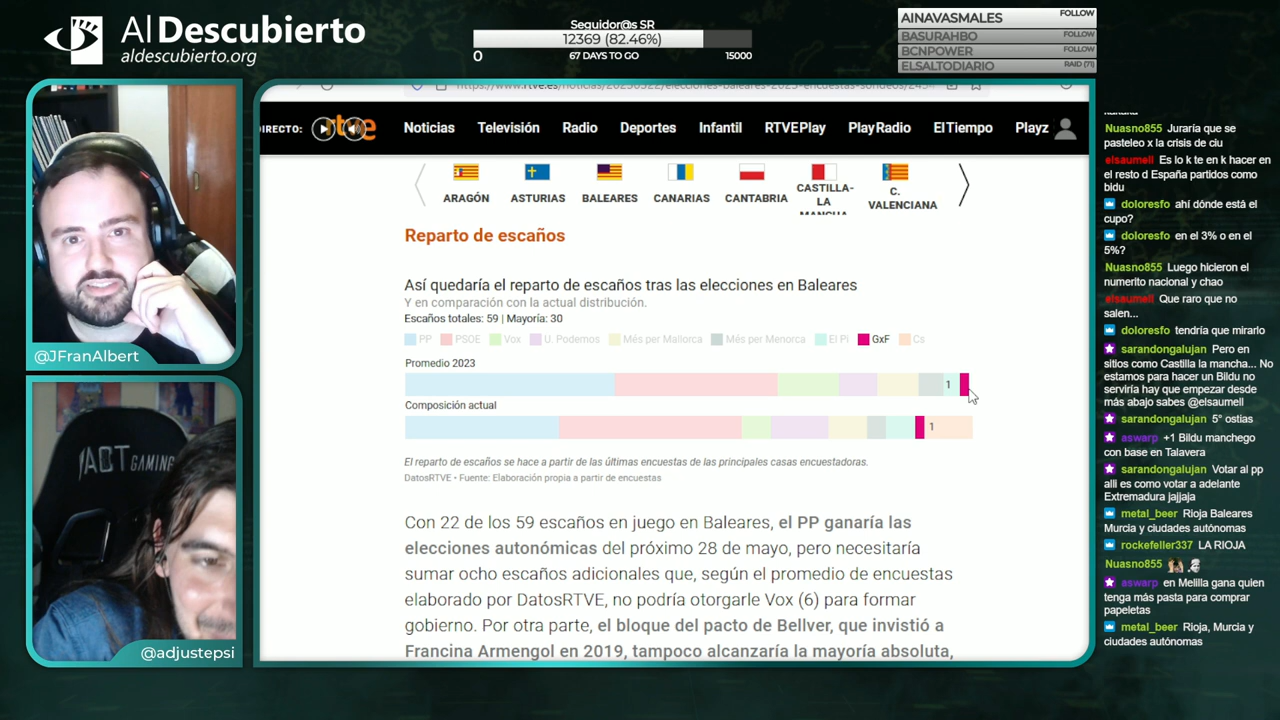 Al Descubierto
aldescubierto.org
Seguidor@s SR
12369 (82.46%)
0
67 DAYS TO GO
15000
AINAVASMALES FOLLOW
BASURAHBO FOLLOW
BCNPOWER FOLLOW
ELSALTODIARIO RAID (71)
@JFranAlbert
ADT GAMING
@adjustepsi
DIRECTO:
rtve
Noticias Televisión Radio Deportes Infantil RTVEPlay PlayRadio ElTiempo Playz
ARAGÓN
ASTURIAS
BALEARES
CANARIAS
CANTABRIA
CASTILLA-
LA
MANCHA
C.
VALENCIANA
Reparto de escaños
Así quedaría el reparto de escaños tras las elecciones en Baleares
Y en comparación con la actual distribución.
Escaños totales: 59 | Mayoría: 30
PP PSOE Vox U. Podemos Més per Mallorca Més per Menorca El Pi GxF Cs
Promedio 2023
1
Composición actual
1
El reparto de escaños se hace a partir de las últimas encuestas de las principales casas encuestadoras.
DatosRTVE • Fuente: Elaboración propia a partir de encuestas
Con 22 de los 59 escaños en juego en Baleares, el PP ganaría las
elecciones autonómicas del próximo 28 de mayo, pero necesitaría
sumar ocho escaños adicionales que, según el promedio de encuestas
elaborado por DatosRTVE, no podría otorgarle Vox (6) para formar
gobierno. Por otra parte, el bloque del pacto de Bellver, que invistió a
Francina Armengol en 2019, tampoco alcanzaría la mayoría absoluta,
Nuasno855 Juraría que se
pasteleo x la crisis de ciu
elsaumell Es lo k te en k hacer en
el resto d España partidos como
bidu
doloresfo ahí dónde está el
cupo?
doloresfo en el 3% o en el
5%?
Nuasno855 Luego hicieron el
numerito nacional y chao
elsaumell Que raro que no
salen...
doloresfo tendría que mirarlo
sarandongalujan Pero en
sitios como Castilla la mancha... No
estamos para hacer un Bildu no
serviría hay que empezar desde
más abajo sabes @elsaumell
sarandongalujan 5° ostias
aswarp +1 Bildu manchego
con base en Talavera
sarandongalujan Votar al pp
alli es como votar a adelante
Extremadura jajjaja
metal_beer Rioja Baleares
Murcia y ciudades autónomas
rockefeller337 LA RIOJA
Nuasno855
aswarp en Melilla gana quien
tenga más pasta para comprar
papeletas
metal_beer Rioja, Murcia y
ciudades autónomas